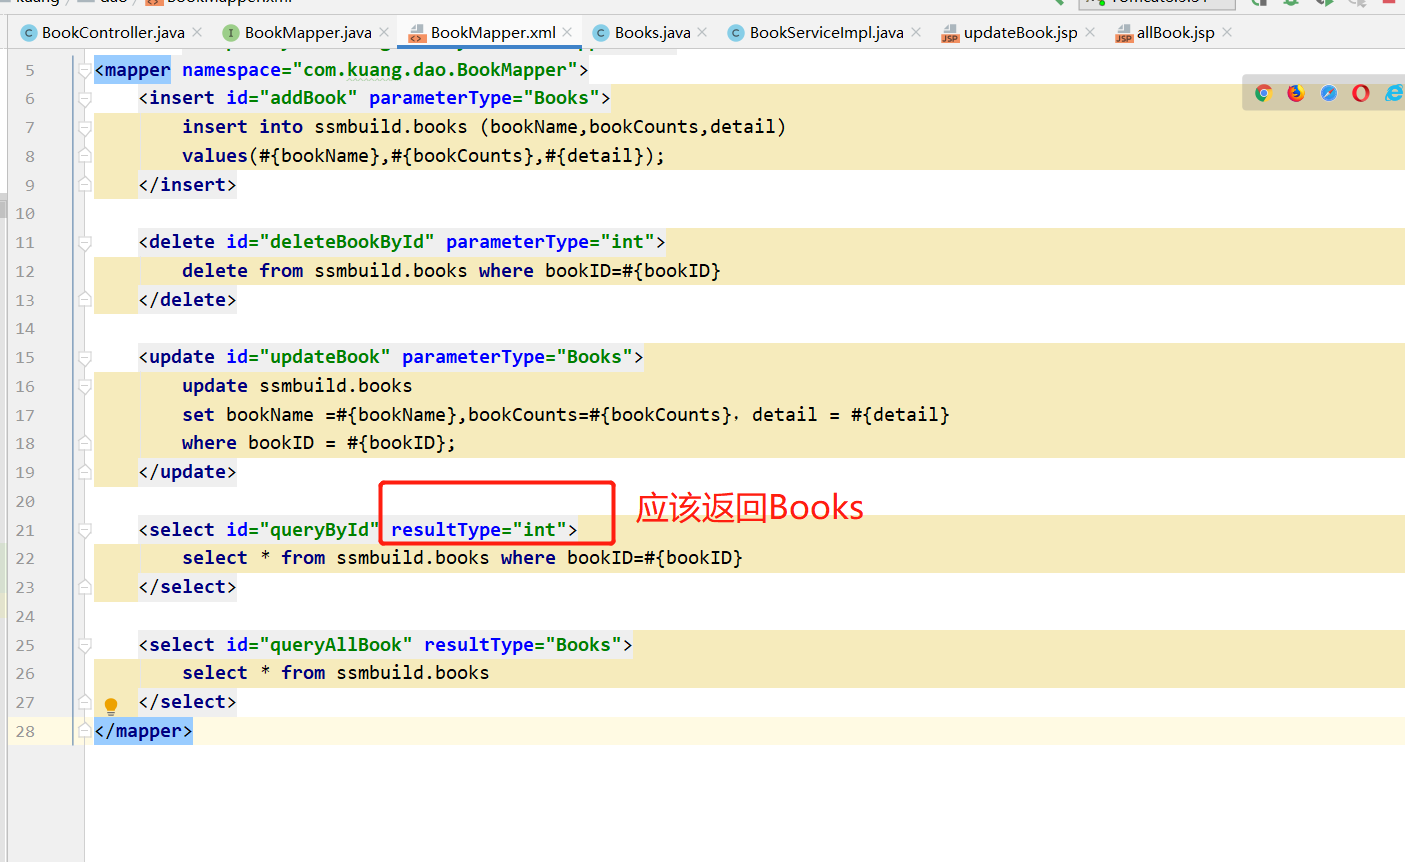 BookController.java BookMapper.java BookMapper.xml Books.java BookServiceImpl.java updateBook.jsp allBook.jsp
5 <mapper namespace="com.kuang.dao.BookMapper">
6 <insert id="addBook" parameterType="Books">
7 insert into ssmbuild.books (bookName,bookCounts,detail)
8 values(#{bookName},#{bookCounts},#{detail});
9 </insert>
10
11 <delete id="deleteBookById" parameterType="int">
12 delete from ssmbuild.books where bookID=#{bookID}
13 </delete>
14
15 <update id="updateBook" parameterType="Books">
16 update ssmbuild.books
17 set bookName =#{bookName},bookCounts=#{bookCounts}，detail = #{detail}
18 where bookID = #{bookID};
19 </update>
20
应该返回Books
21 <select id="queryById" resultType="int">
22 select * from ssmbuild.books where bookID=#{bookID}
23 </select>
24
25 <select id="queryAllBook" resultType="Books">
26 select * from ssmbuild.books
27 </select>
28 </mapper>